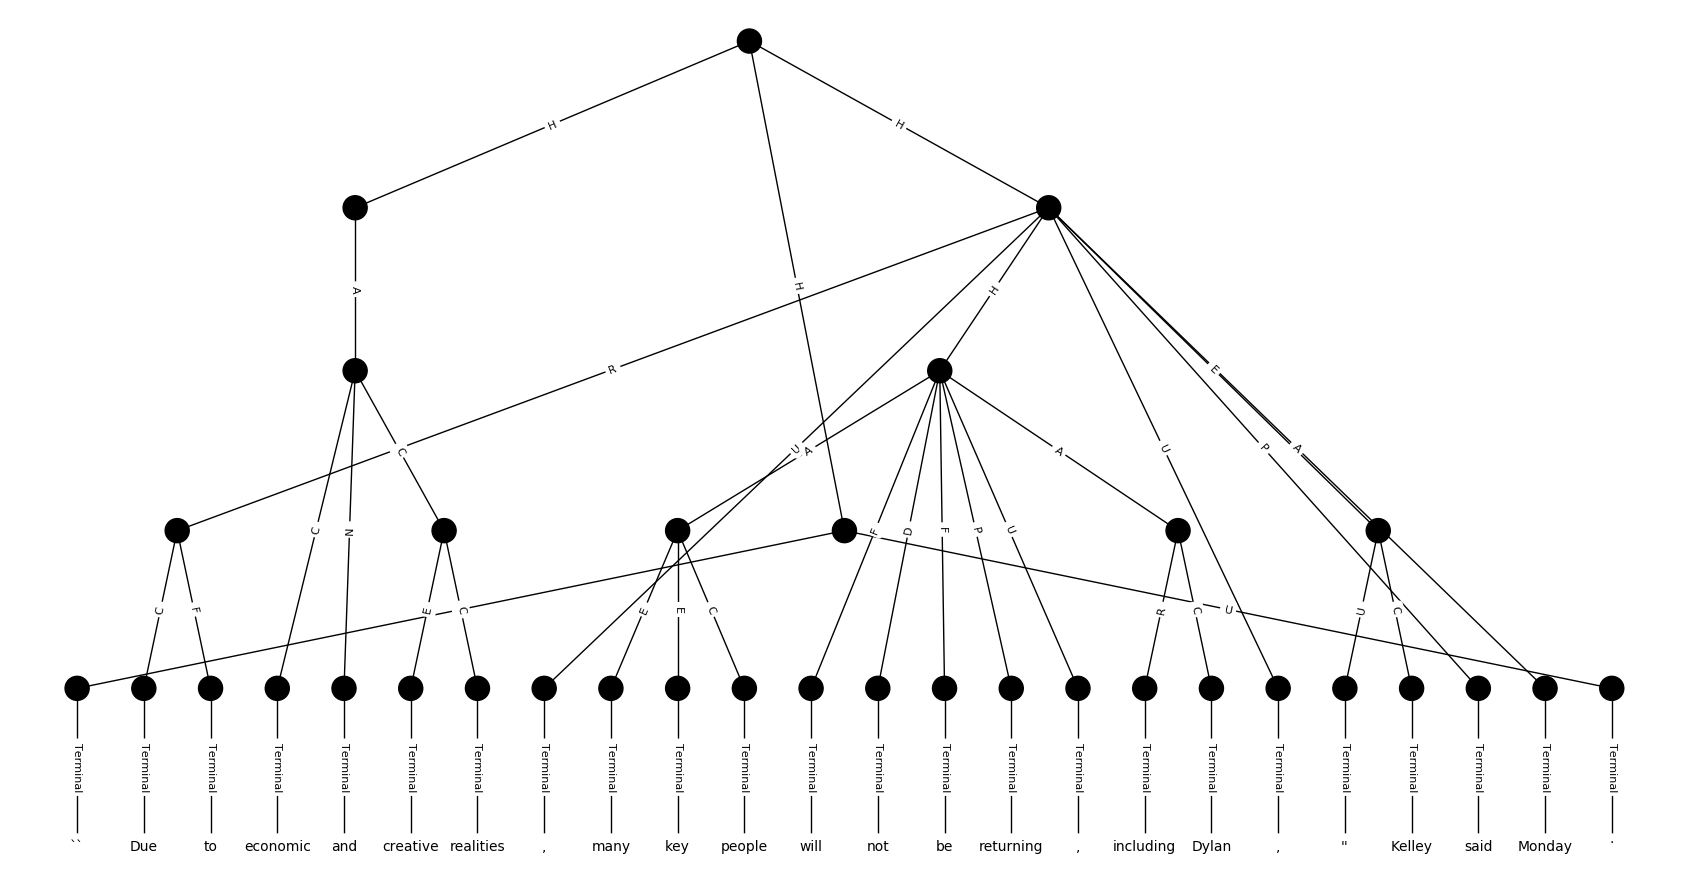 H H
A H H
R E
U A A U P A
C N C F D F P U
C F E C E E C R C U U C
Terminal Terminal Terminal Terminal Terminal Terminal Terminal Terminal Terminal Terminal Terminal Terminal Terminal Terminal Terminal Terminal Terminal Terminal Terminal Terminal Terminal Terminal Terminal Terminal
`` Due to economic and creative realities , many key people will not be returning , including Dylan , " Kelley said Monday .